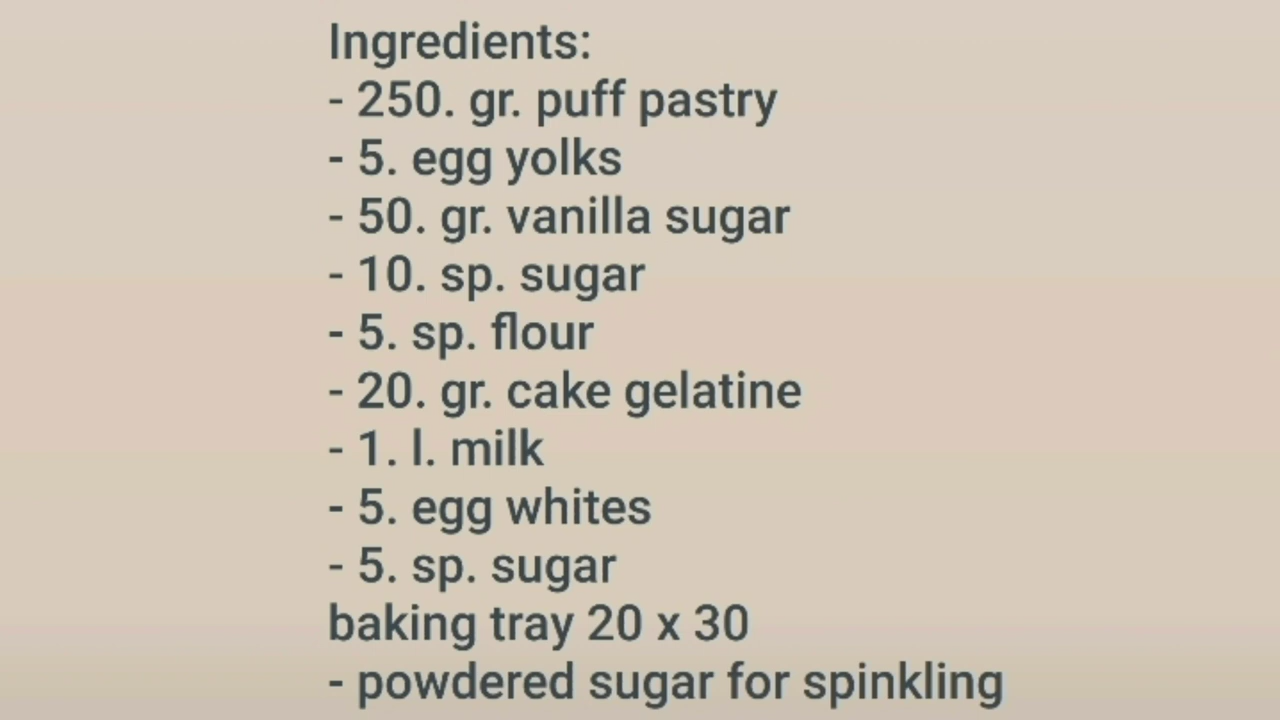 Ingredients:
- 250. gr. puff pastry
- 5. egg yolks
- 50. gr. vanilla sugar
- 10. sp. sugar
- 5. sp. flour
- 20. gr. cake gelatine
- 1. l. milk
- 5. egg whites
- 5. sp. sugar
baking tray 20 x 30
- powdered sugar for spinkling